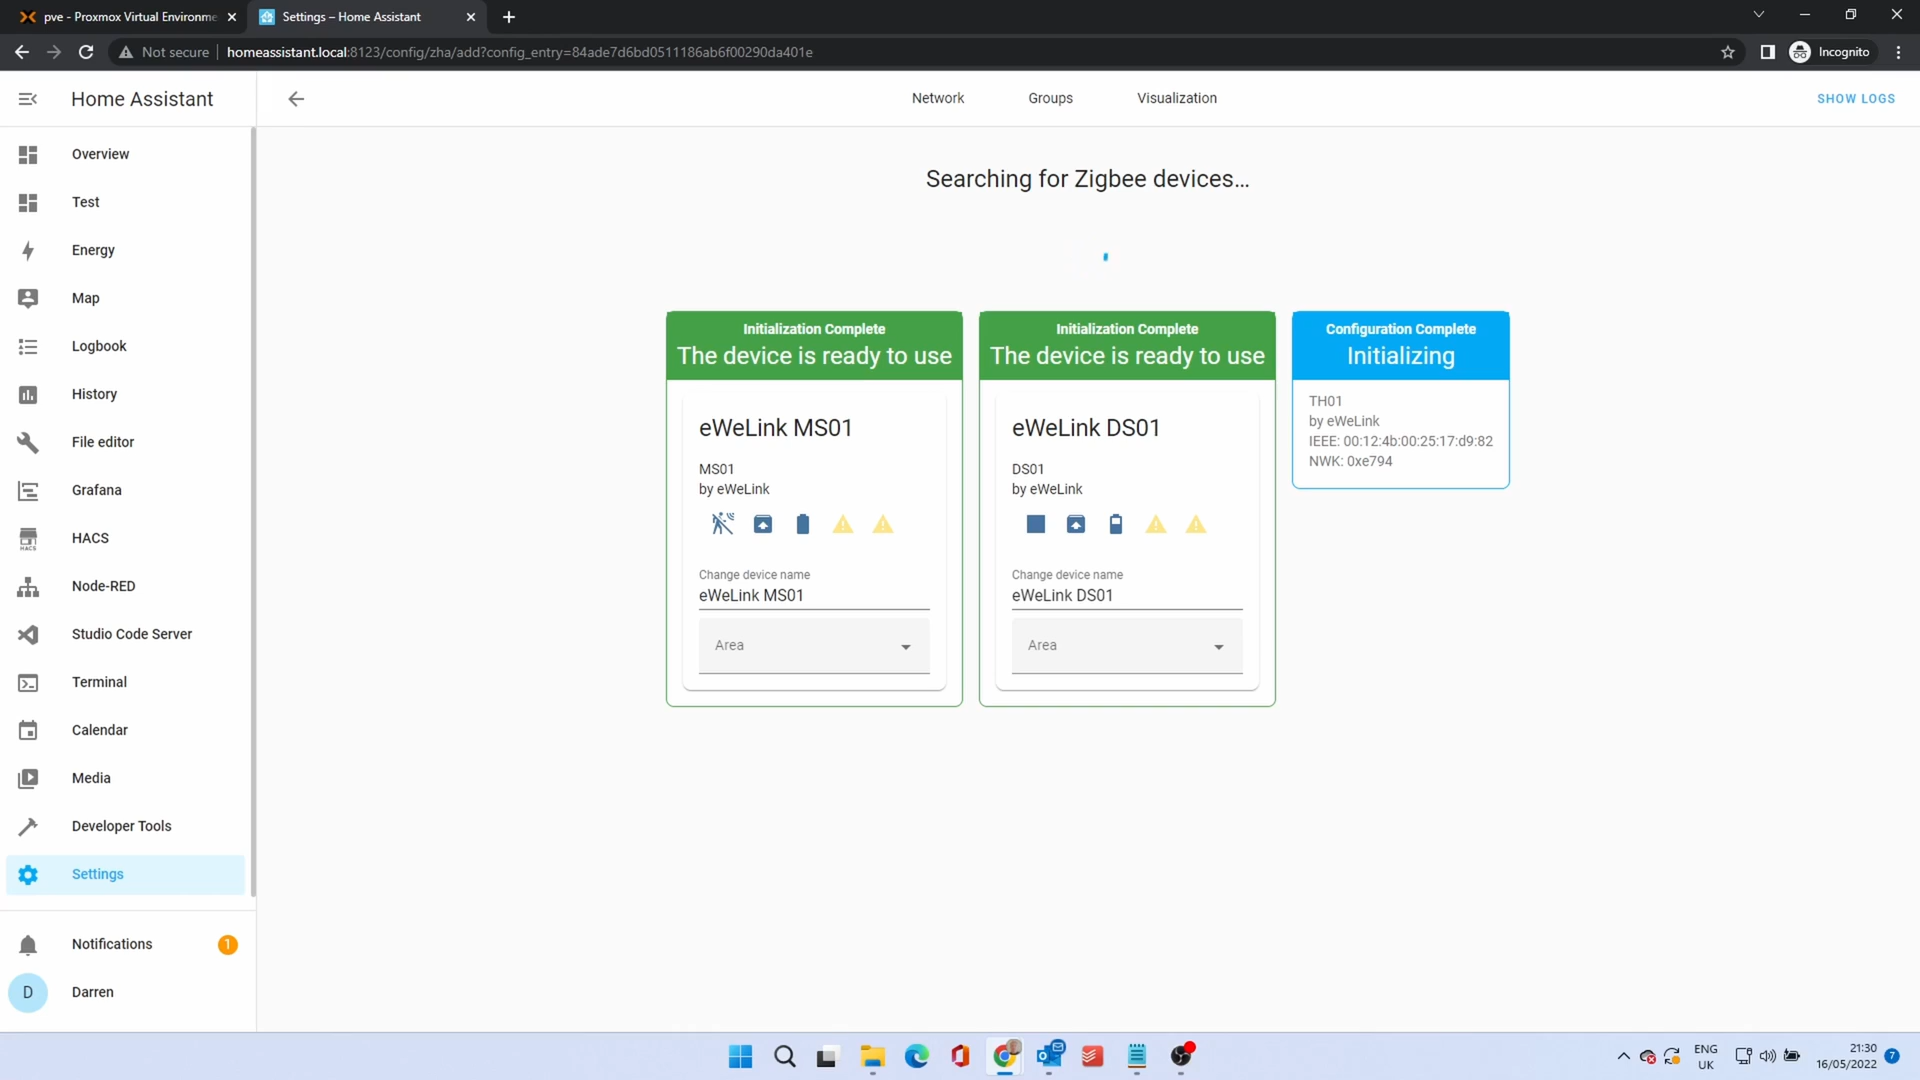 pve - Proxmox Virtual Environme
Settings – Home Assistant
Not secure
homeassistant.local:8123/config/zha/add?config_entry=84ade7d6bd0511186ab6f00290da401e
Incognito
Home Assistant
Network
Groups
Visualization
SHOW LOGS
Overview
Test
Energy
Map
Logbook
History
File editor
Grafana
HACS
HACS
Node-RED
Studio Code Server
Terminal
Calendar
Media
Developer Tools
Settings
Notifications
1
D
Darren
Searching for Zigbee devices...
Initialization Complete
The device is ready to use
eWeLink MS01
MS01
by eWeLink
Change device name
eWeLink MS01
Area
Initialization Complete
The device is ready to use
eWeLink DS01
DS01
by eWeLink
Change device name
eWeLink DS01
Area
Configuration Complete
Initializing
TH01
by eWeLink
IEEE: 00:12:4b:00:25:17:d9:82
NWK: 0xe794
ENG
UK
21:30
16/05/2022
7